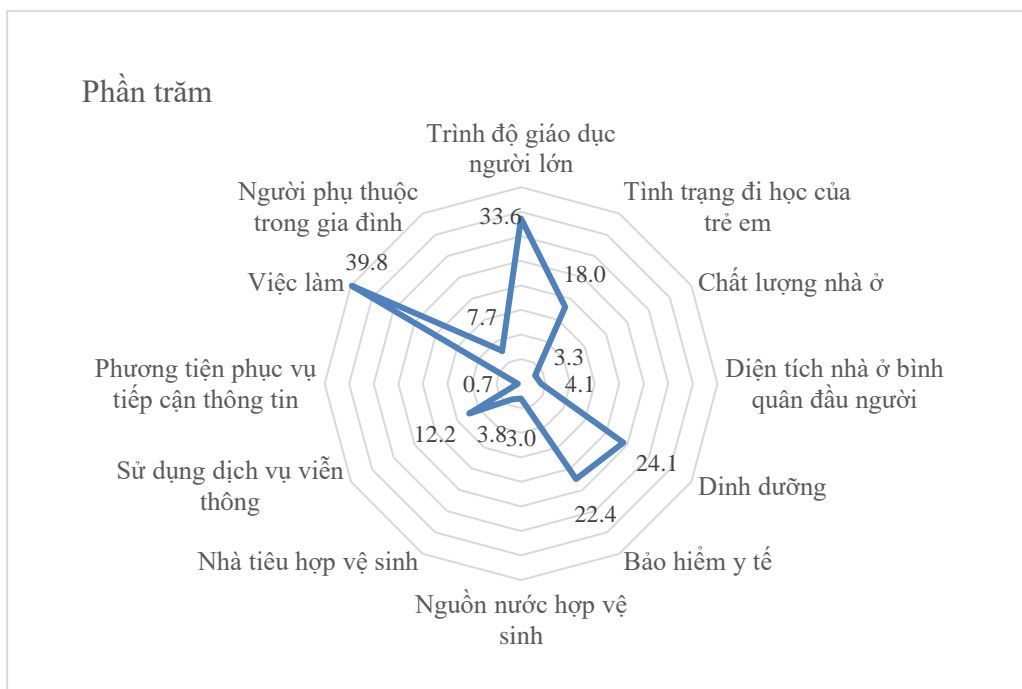 Phần trăm
Trình độ giáo dục
người lớn
Tình trạng đi học của
trẻ em
Chất lượng nhà ở
Diện tích nhà ở bình
quân đầu người
Dinh dưỡng
Bảo hiểm y tế
Nguồn nước hợp vệ
sinh
Nhà tiêu hợp vệ sinh
Sử dụng dịch vụ viễn
thông
Phương tiện phục vụ
tiếp cận thông tin
Việc làm
Người phụ thuộc
trong gia đình
33.6
18.0
3.3
4.1
24.1
22.4
3.0
3.8
12.2
0.7
39.8
7.7